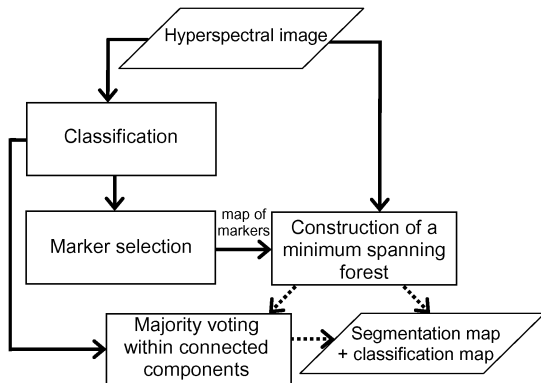 Hyperspectral image
Classification
Marker selection
map of
markers
Construction of a
minimum spanning
forest
Majority voting
within connected
components
Segmentation map
+ classification map